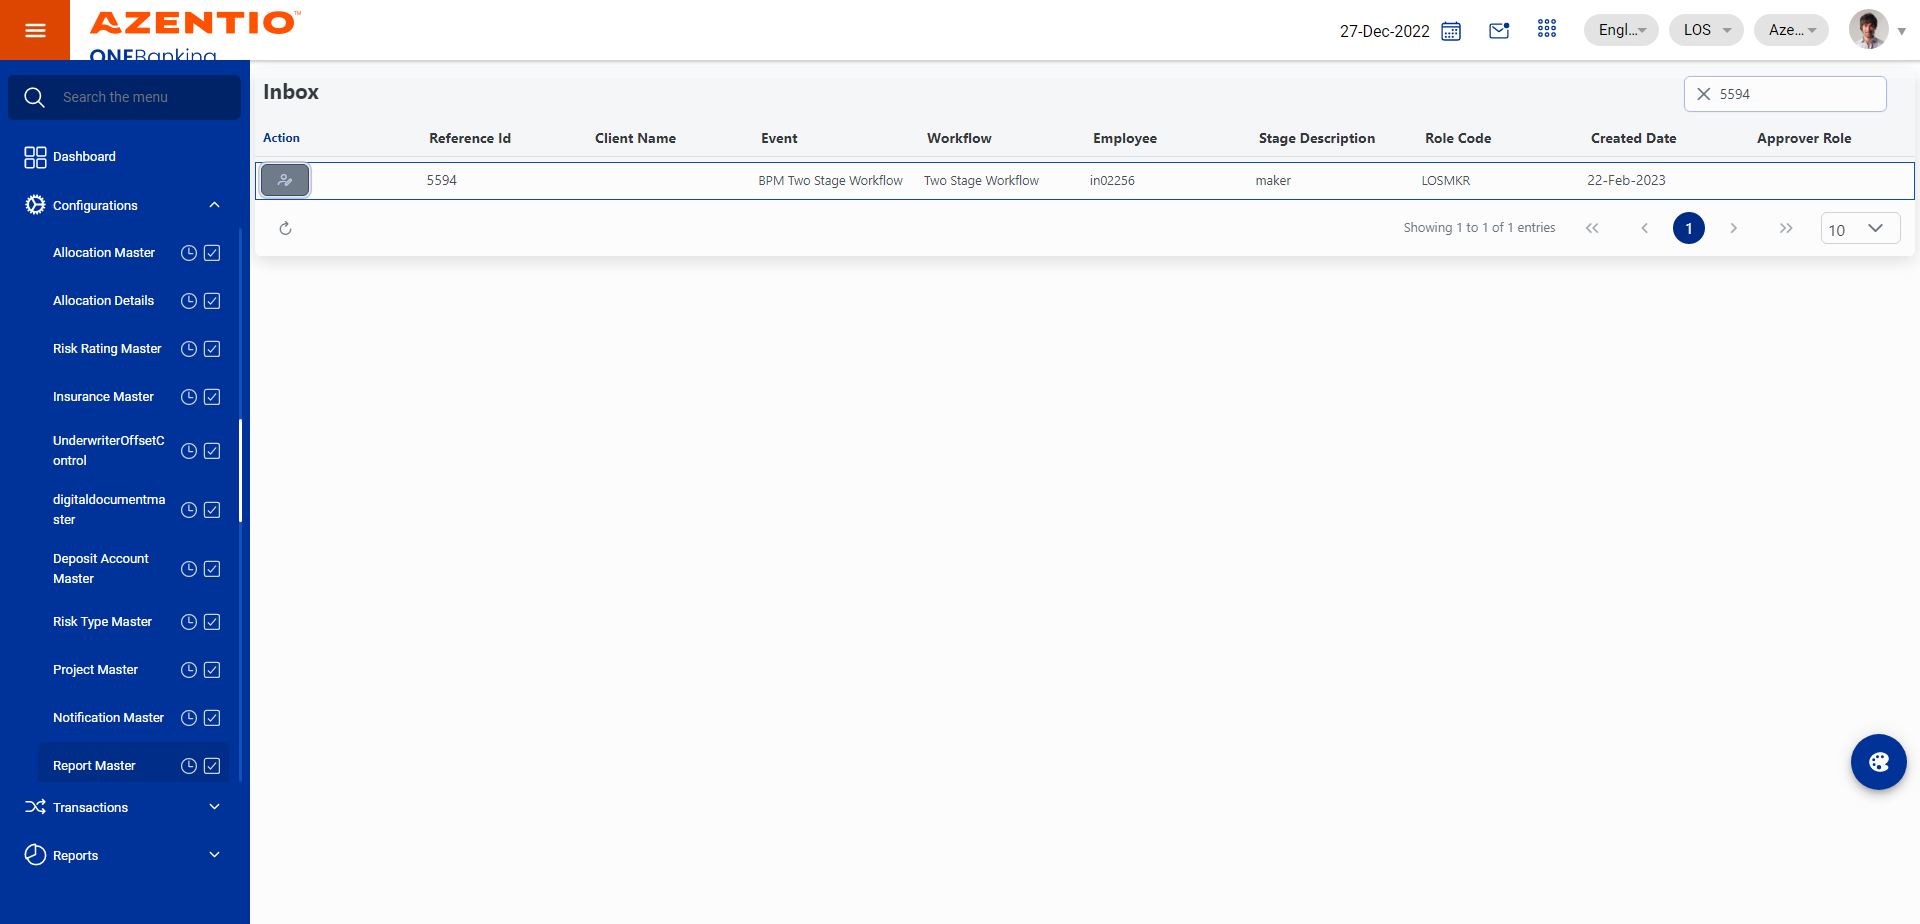 AZENTIO™
ONEBanking
27-Dec-2022
Engl...
LOS
Aze...
Search the menu
Dashboard
Configurations
Allocation Master
Allocation Details
Risk Rating Master
Insurance Master
UnderwriterOffsetC
ontrol
digitaldocumentma
ster
Deposit Account
Master
Risk Type Master
Project Master
Notification Master
Report Master
Transactions
Reports
Inbox
5594
Action Reference Id Client Name Event Workflow Employee Stage Description Role Code Created Date Approver Role
5594 BPM Two Stage Workflow Two Stage Workflow in02256 maker LOSMKR 22-Feb-2023
Showing 1 to 1 of 1 entries
1
10